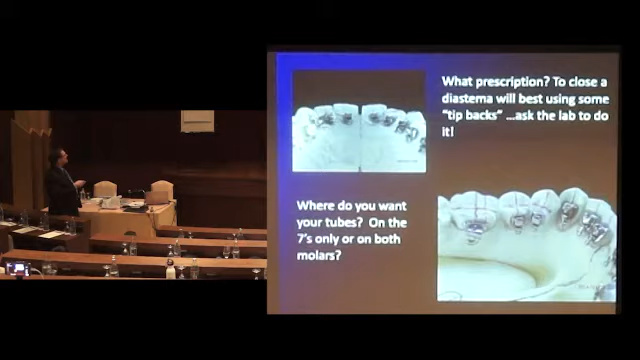 What prescription? To close a
diastema will best using some
"tip backs" ...ask the lab to do
it!
Where do you want
your tubes? On the
7's only or on both
molars?